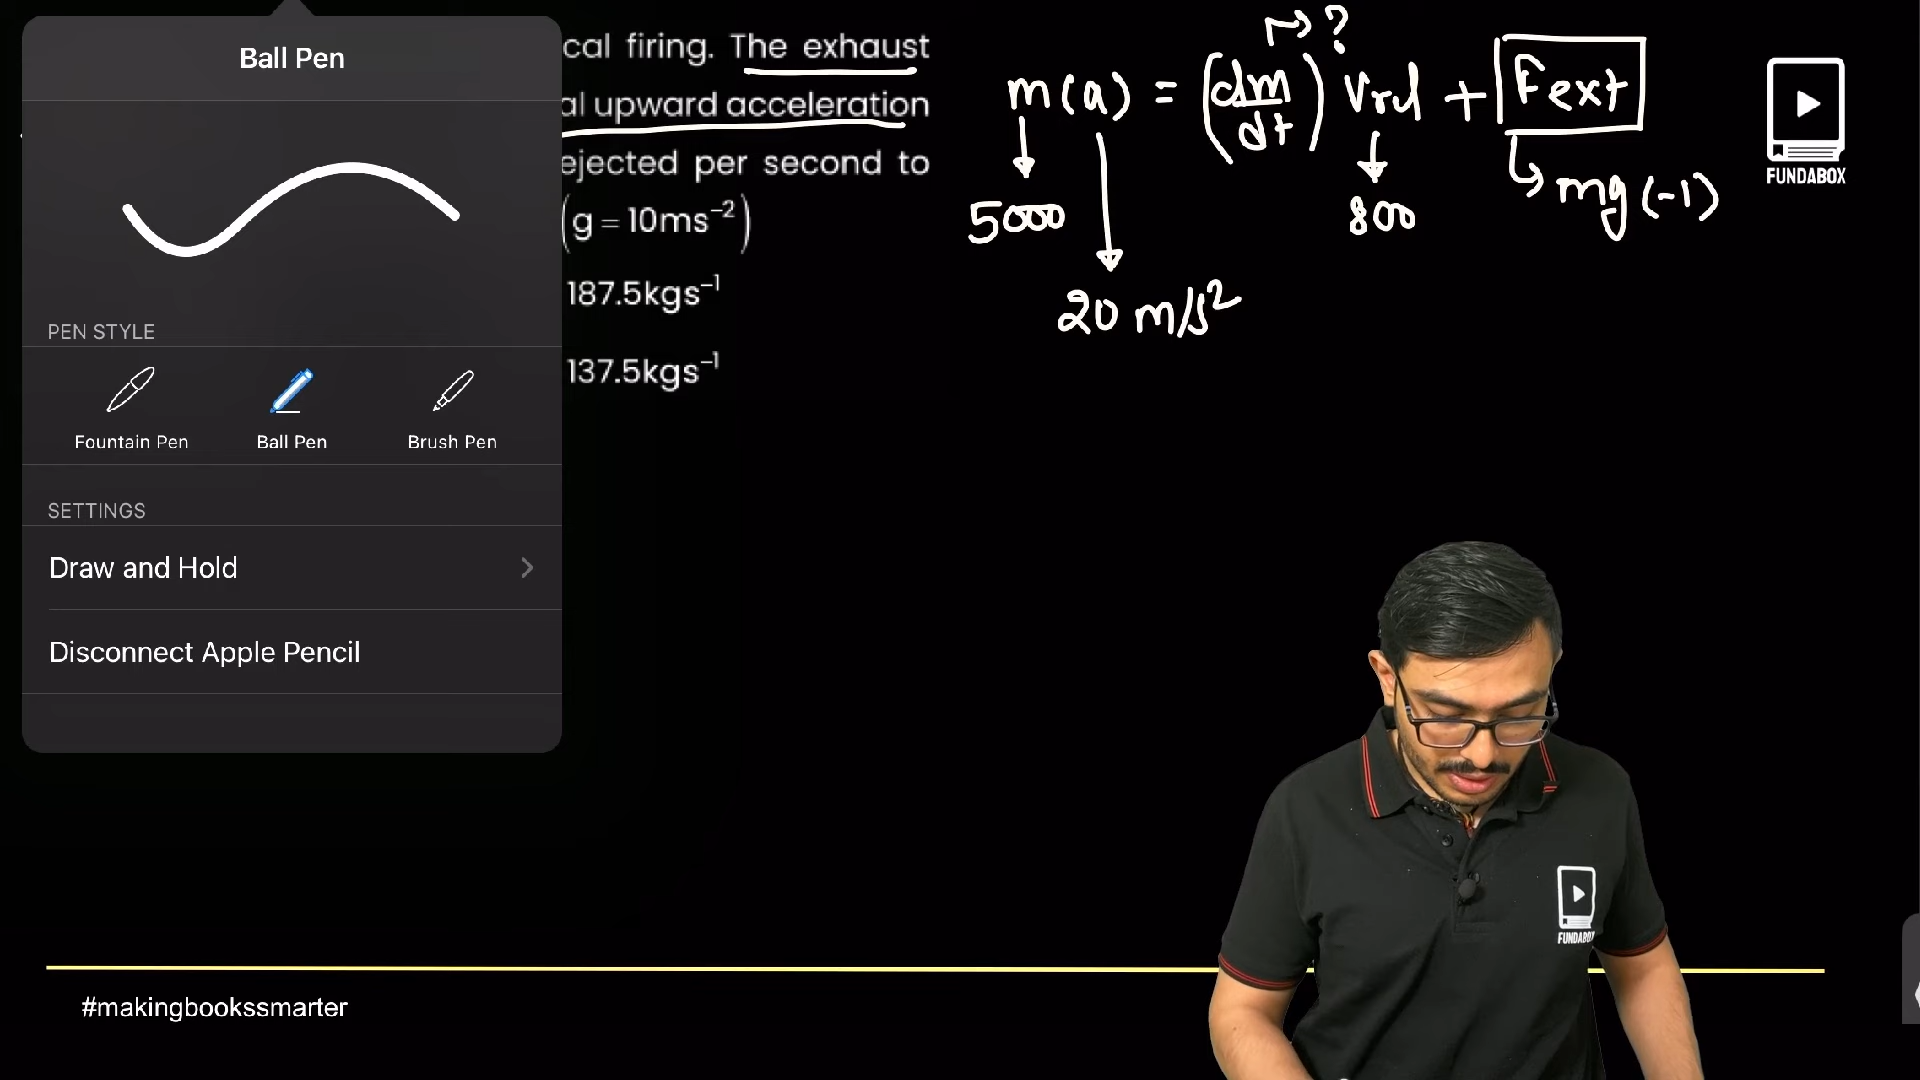 Ball Pen
cal firing. The exhaust
al upward acceleration
ejected per second to
(g = 10ms⁻²)
187.5kgs⁻¹
137.5kgs⁻¹
PEN STYLE
Fountain Pen
Ball Pen
Brush Pen
SETTINGS
Draw and Hold
Disconnect Apple Pencil
?
m(a) = (dm/dt) vrel + Fext
5000
800
mg(-1)
20 m/s²
FUNDABOX
FUNDABOX
#makingbookssmarter